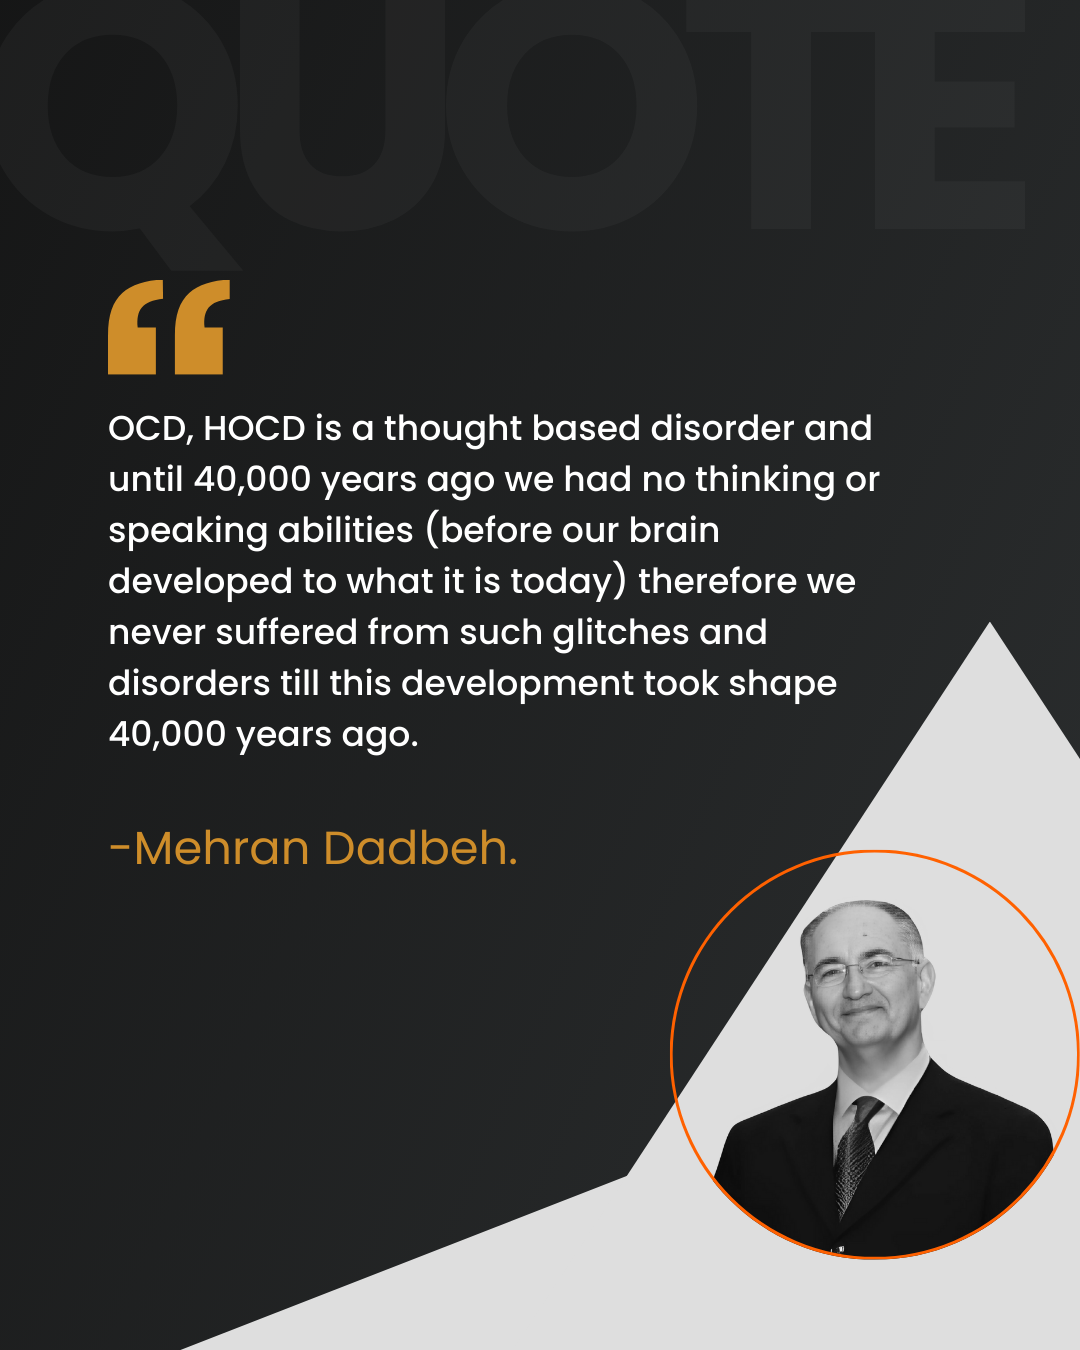 QUOTE
“
OCD, HOCD is a thought based disorder and
until 40,000 years ago we had no thinking or
speaking abilities (before our brain
developed to what it is today) therefore we
never suffered from such glitches and
disorders till this development took shape
40,000 years ago.
-Mehran Dadbeh.